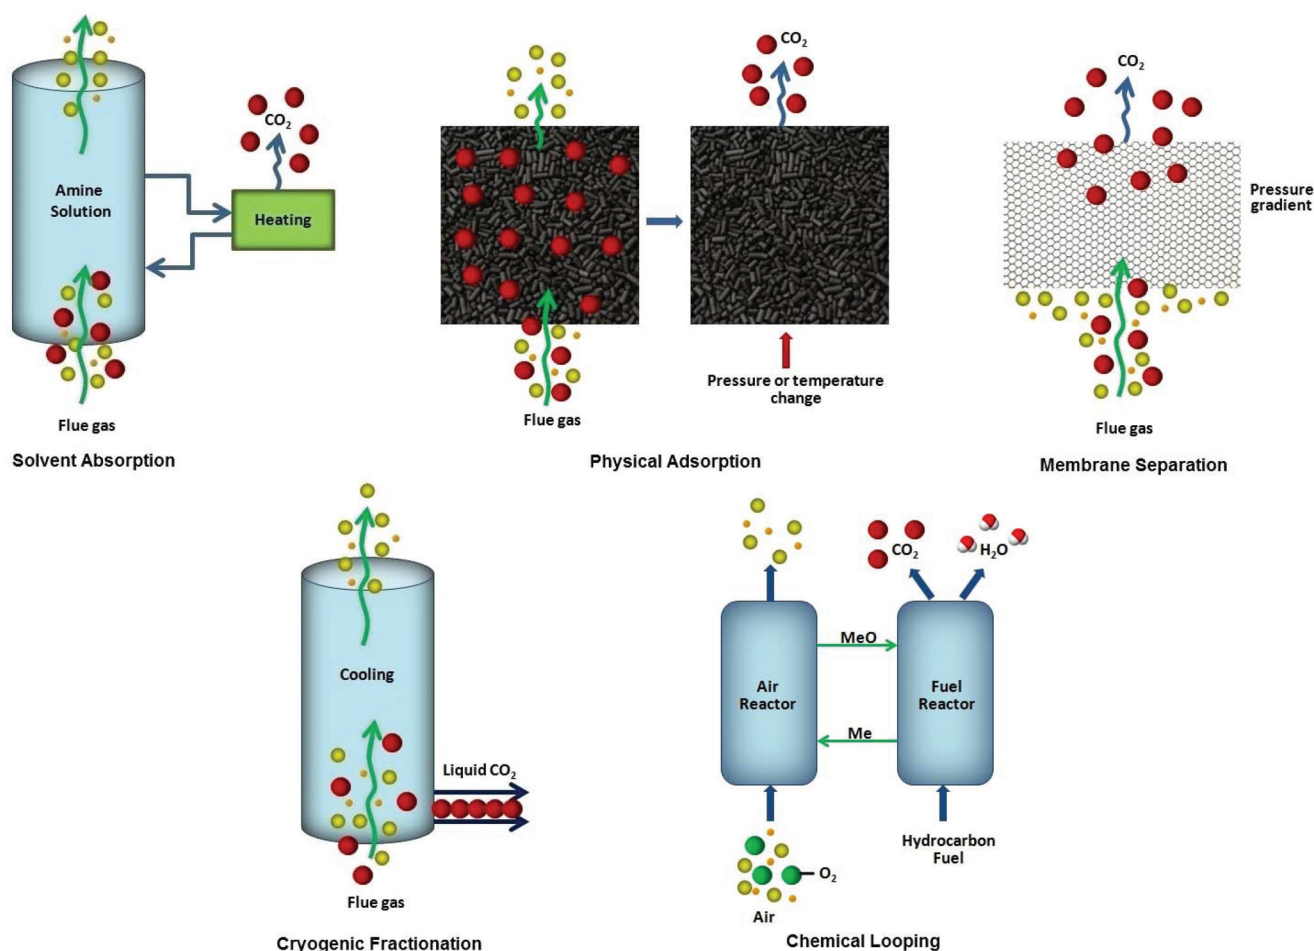 CO₂
Amine
Solution
Heating
Flue gas
Solvent Absorption
CO₂
Pressure or temperature
change
Flue gas
Physical Adsorption
CO₂
Pressure
gradient
Flue gas
Membrane Separation
Cooling
Liquid CO₂
Flue gas
Cryogenic Fractionation
CO₂
H₂O
MeO
Air
Reactor
Fuel
Reactor
Me
Hydrocarbon
Fuel
O₂
Air
Chemical Looping